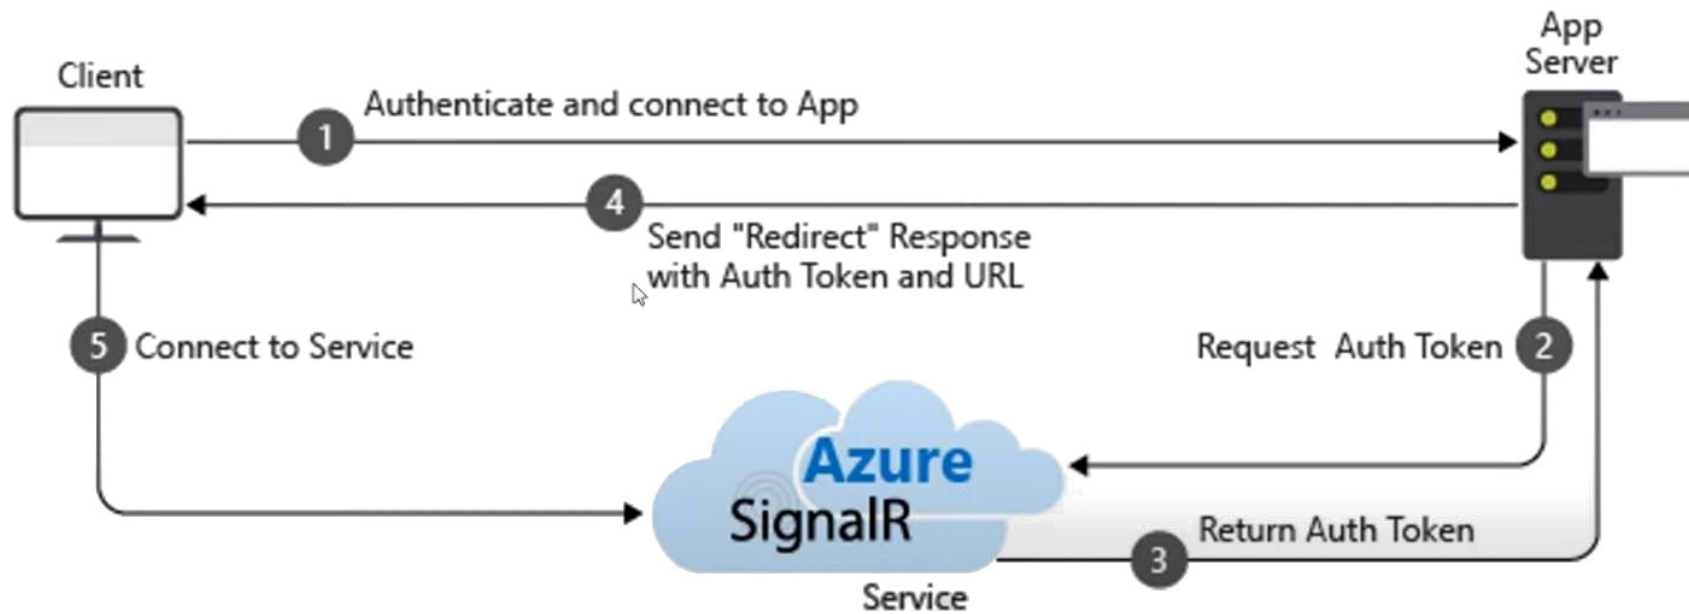 App
Server
Client
Authenticate and connect to App
1
4
Send "Redirect" Response
with Auth Token and URL
5 Connect to Service
Request Auth Token 2
Azure
SignalR
Return Auth Token
3
Service